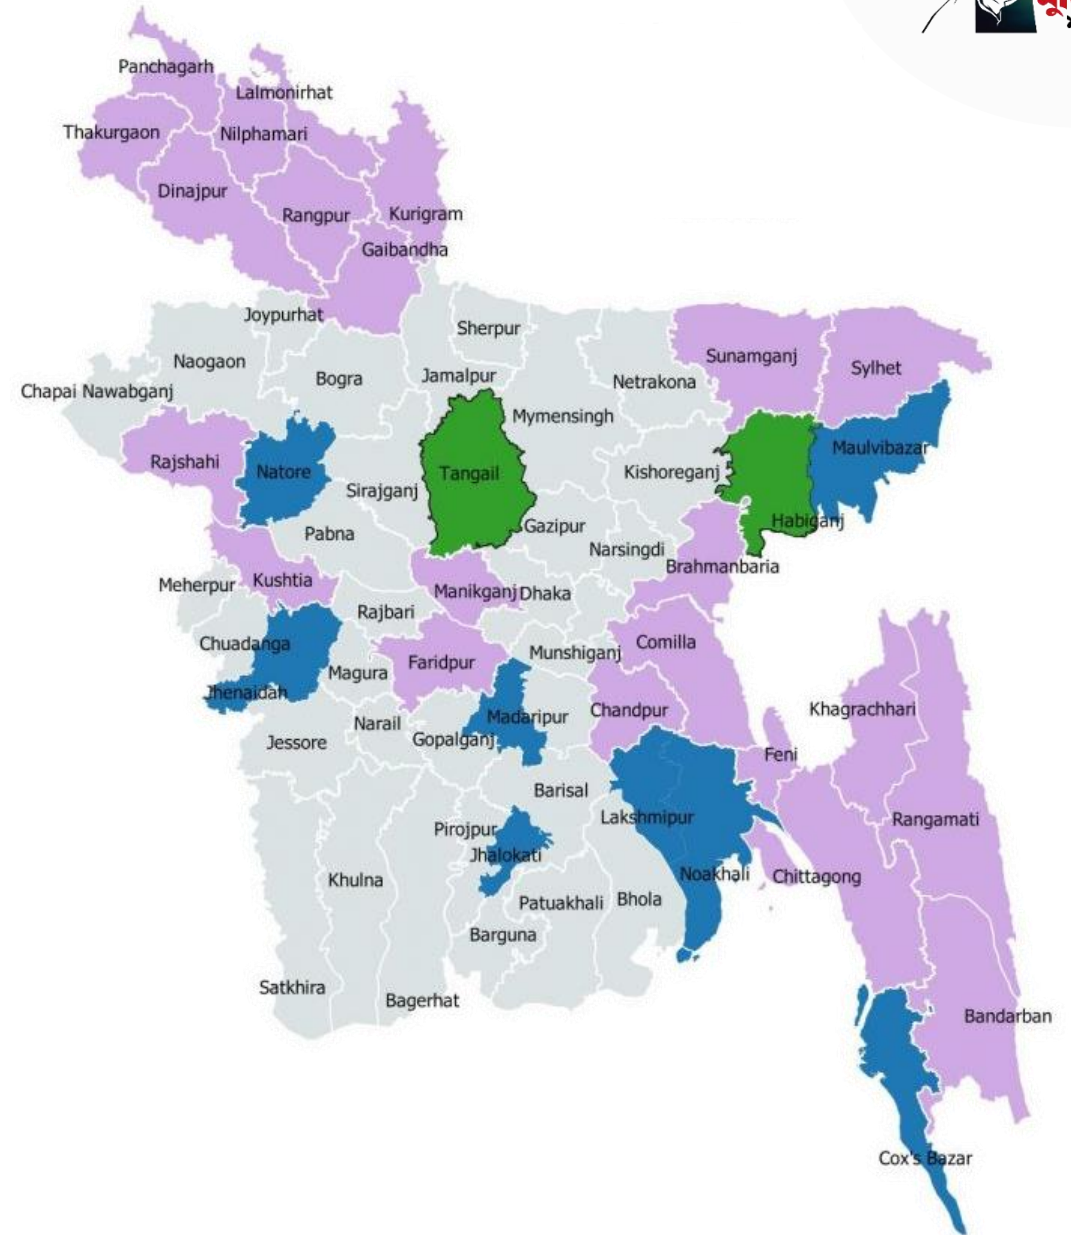 Panchagarh
Lalmonirhat
Thakurgaon
Nilphamari
Dinajpur
Rangpur
Kurigram
Gaibandha
Joypurhat
Sherpur
Naogaon
Sunamganj
Sylhet
Chapai Nawabganj
Bogra
Jamalpur
Netrakona
Mymensingh
Maulvibazar
Rajshahi
Natore
Tangail
Kishoreganj
Sirajganj
Habiganj
Pabna
Gazipur
Narsingdi
Brahmanbaria
Meherpur
Kushtia
Manikganj
Dhaka
Rajbari
Chuadanga
Comilla
Munshiganj
Faridpur
Magura
Jhenaidah
Chandpur
Khagrachhari
Madaripur
Narail
Gopalganj
Jessore
Feni
Barisal
Lakshmipur
Rangamati
Pirojpur
Jhalokati
Noakhali
Chittagong
Khulna
Bhola
Patuakhali
Barguna
Satkhira
Bagerhat
Bandarban
Cox's Bazar